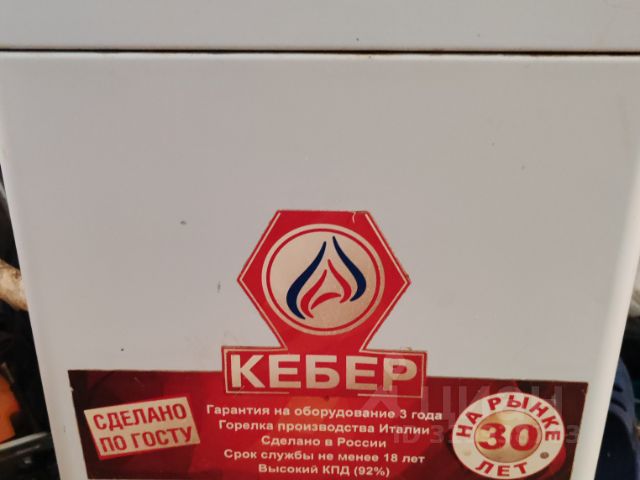 КЕБЕР
СДЕЛАНО
ПО ГОСТУ
Гарантия на оборудование 3 года
Горелка производства Италии
Сделано в России
Срок службы не менее 18 лет
Высокий КПД (92%)
НА РЫНКЕ
30
ЛЕТ